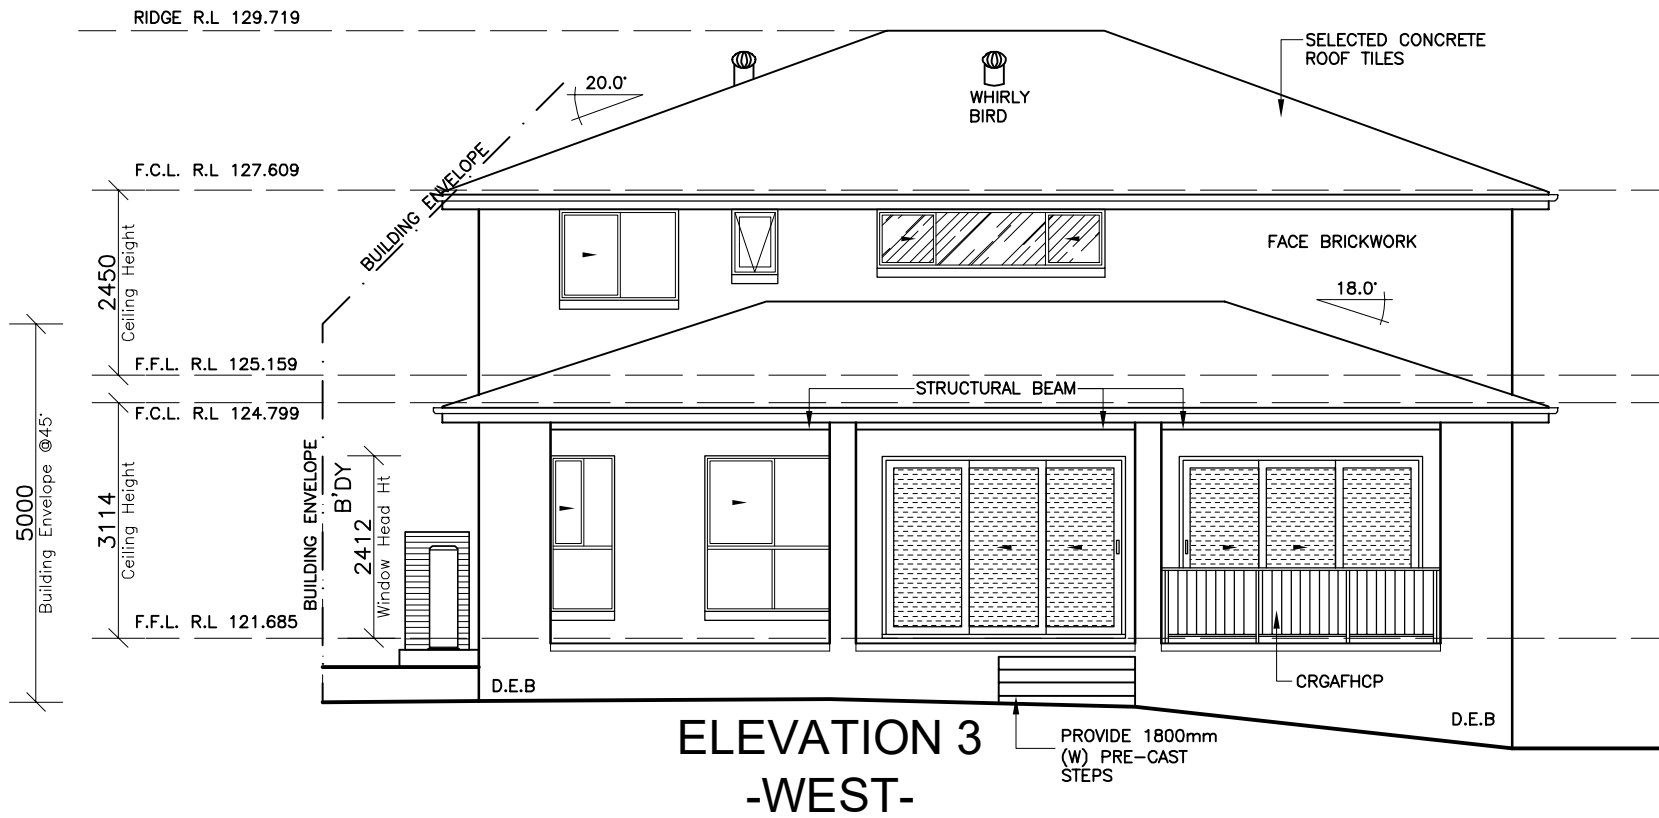 RIDGE R.L 129.719
SELECTED CONCRETE
ROOF TILES
20.0°
WHIRLY
BIRD
BUILDING ENVELOPE
F.C.L. R.L 127.609
2450
Ceiling Height
FACE BRICKWORK
18.0°
F.F.L. R.L 125.159
STRUCTURAL BEAM
F.C.L. R.L 124.799
5000
Building Envelope @45°
3114
Ceiling Height
BUILDING ENVELOPE
B'DY
2412
Window Head Ht
F.F.L. R.L 121.685
D.E.B
CRGAFHCP
D.E.B
PROVIDE 1800mm
(W) PRE-CAST
STEPS
ELEVATION 3
-WEST-